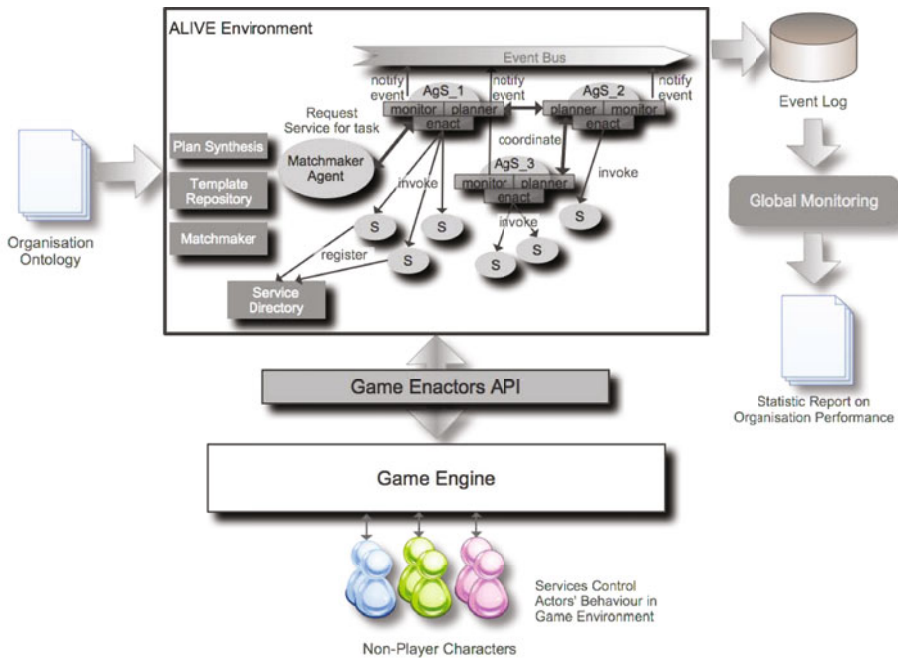 ALIVE Environment
Event Bus
notify
event
notify
event
notify
event
AgS_1
monitor
planner
enact
AgS_2
planner
monitor
enact
Request
Service for task
Matchmaker
Agent
coordinate
AgS_3
monitor
planner
enact
invoke
invoke
invoke
S
S
S
S
S
S
register
Plan Synthesis
Template
Repository
Matchmaker
Service
Directory
Organisation
Ontology
Event Log
Global Monitoring
Statistic Report on
Organisation Performance
Game Enactors API
Game Engine
Services Control
Actors' Behaviour in
Game Environment
Non-Player Characters